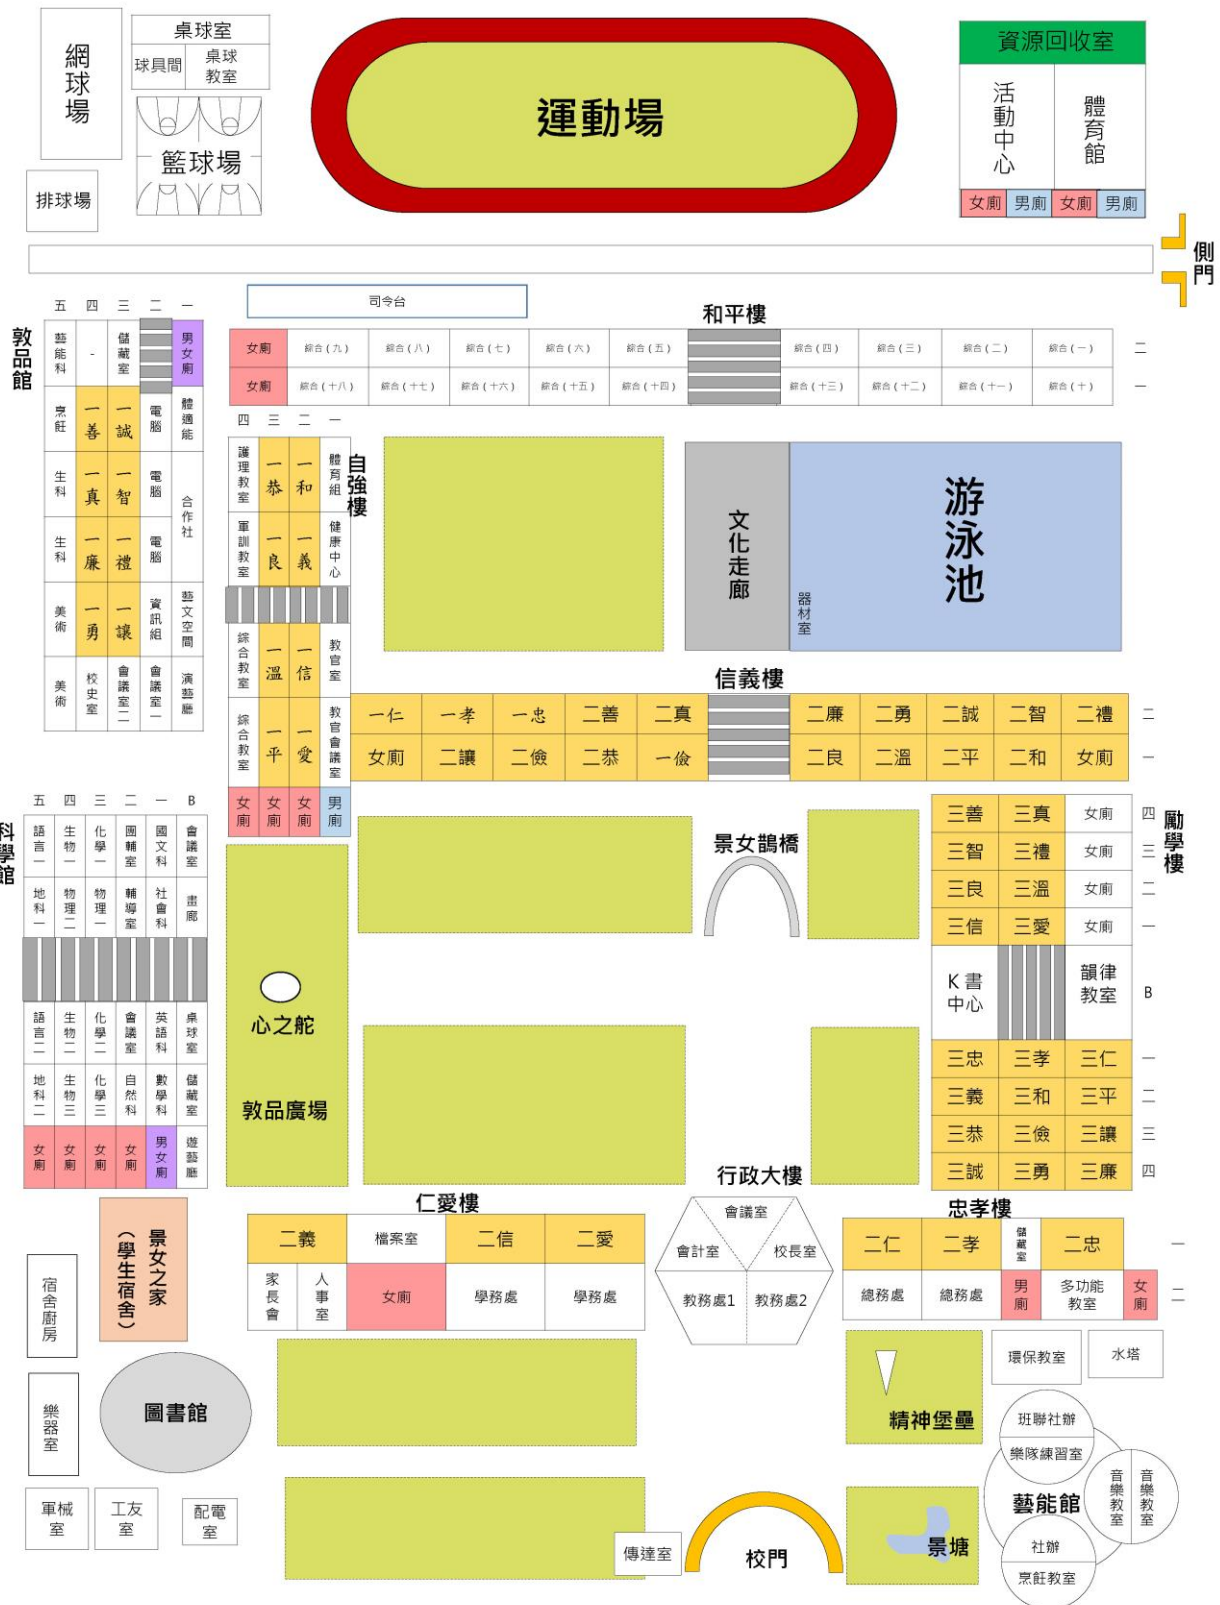 網球場
桌球室
球具間
桌球
教室
籃球場
排球場
運動場
資源回收室
活動中心
體育館
女廁 男廁 女廁 男廁
側門
司令台
和平樓
女廁 綜合(九) 綜合(八) 綜合(七) 綜合(六) 綜合(五) 綜合(四) 綜合(三) 綜合(二) 綜合(一) 二
女廁 綜合(十八) 綜合(十七) 綜合(十六) 綜合(十五) 綜合(十四) 綜合(十三) 綜合(十二) 綜合(十一) 綜合(十) 一
敦品館
五 四 三 二 一
藝能科 - 儲藏室 男女廁
烹飪 一善 一誠 電腦 體適能
生科 一真 一智 電腦 合作社
生科 一廉 一禮 電腦
美術 一勇 一讓 資訊組 藝文空間
美術 校史室 會議室二 會議室一 演藝廳
自強樓
四 三 二 一
護理教室 一恭 一和 體育組
軍訓教室 一良 一義 健康中心
綜合教室 一溫 一信 教官室
綜合教室 一平 一愛 教官會議室
女廁 女廁 女廁 男廁
文化走廊
游泳池
器材室
信義樓
一仁 一孝 一忠 二善 二真 二廉 二勇 二誠 二智 二禮 二
女廁 二讓 二儉 二恭 一儉 二良 二溫 二平 二和 女廁 一
科學館
五 四 三 二 一 B
語言一 生物一 化學一 團輔室 國文科 會議室
地科一 物理二 物理一 輔導室 社會科 畫廊
語言二 生物二 化學二 會議室 英語科 桌球室
地科二 生物三 化學三 自然科 數學科 儲藏室
女廁 女廁 女廁 女廁 男女廁 遊藝廳
心之舵
敦品廣場
景女鵲橋
勵學樓
三善 三真 女廁 四
三智 三禮 女廁 三
三良 三溫 女廁 二
三信 三愛 女廁 一
K 書
中心
韻律
教室
B
三忠 三孝 三仁 一
三義 三和 三平 二
三恭 三儉 三讓 三
三誠 三勇 三廉 四
仁愛樓
二義 檔案室 二信 二愛
家長會 人事室 女廁 學務處 學務處
行政大樓
會議室
會計室 校長室
教務處1 教務處2
忠孝樓
二仁 二孝 儲藏室 二忠 一
總務處 總務處 男廁 多功能
教室 女廁 二
景女之家
（學生宿舍）
宿舍廚房
樂器室
圖書館
軍械
室
工友
室
配電
室
傳達室
校門
精神堡壘
景塘
環保教室
水塔
班聯社辦
樂隊練習室
藝能館
音樂教室 音樂教室
社辦
烹飪教室